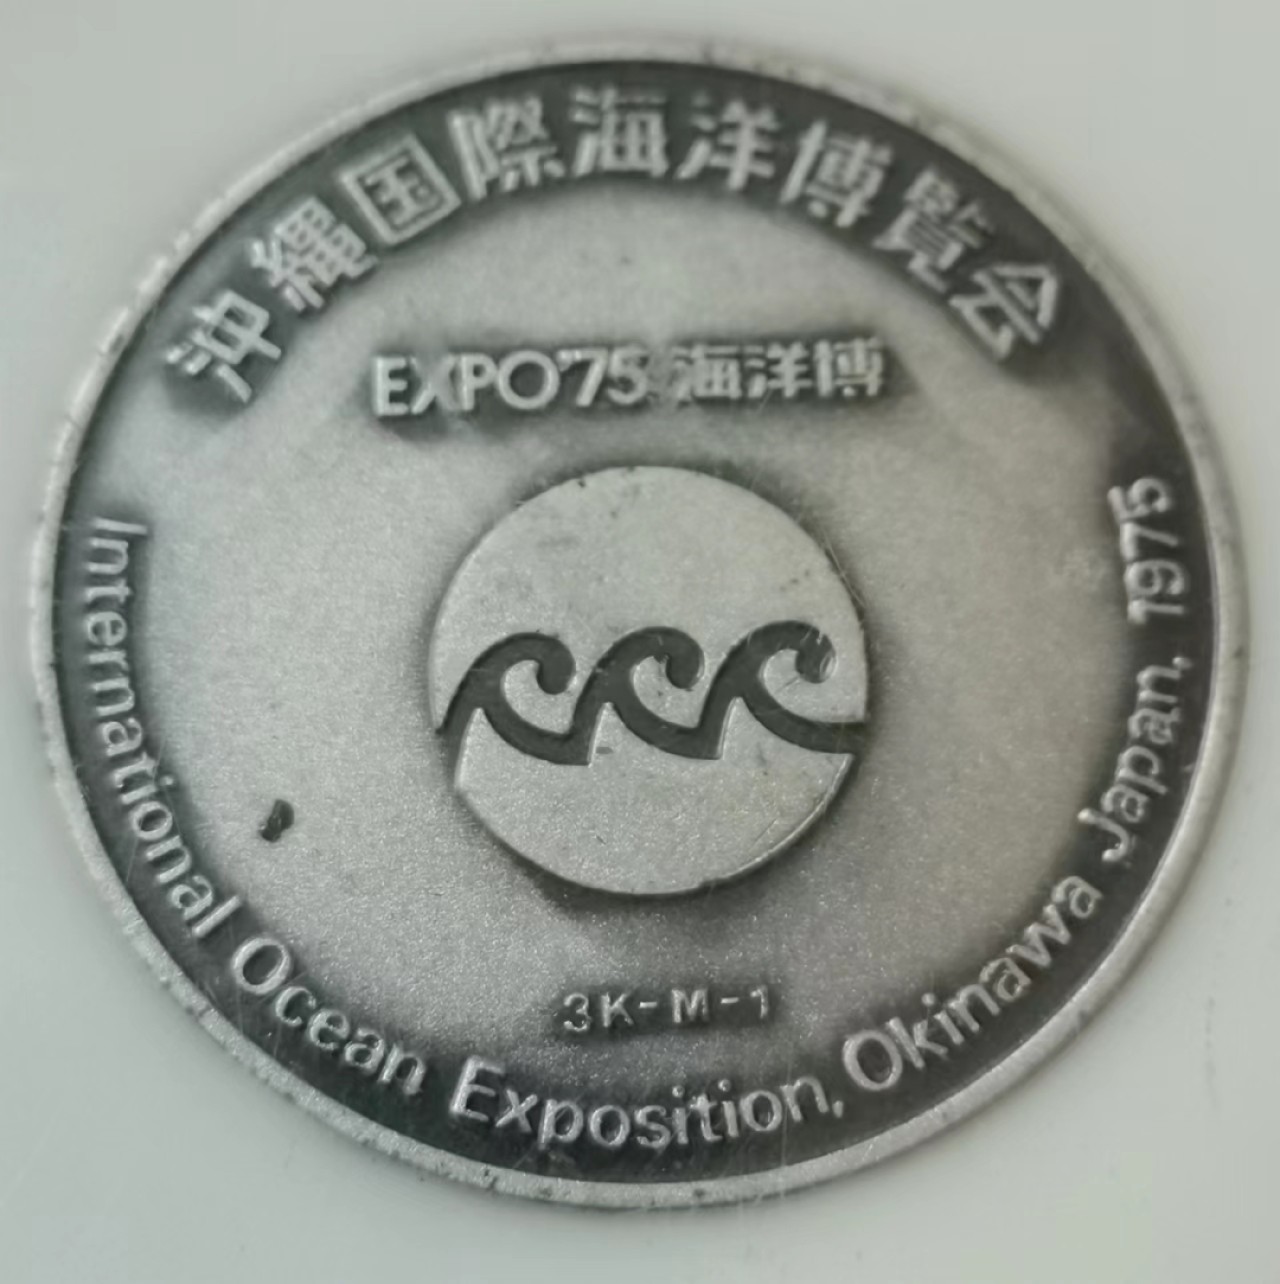 沖縄国際海洋博覧会
EXPO'75 海洋博
3K-M-1
International Ocean Exposition, Okinawa Japan, 1975